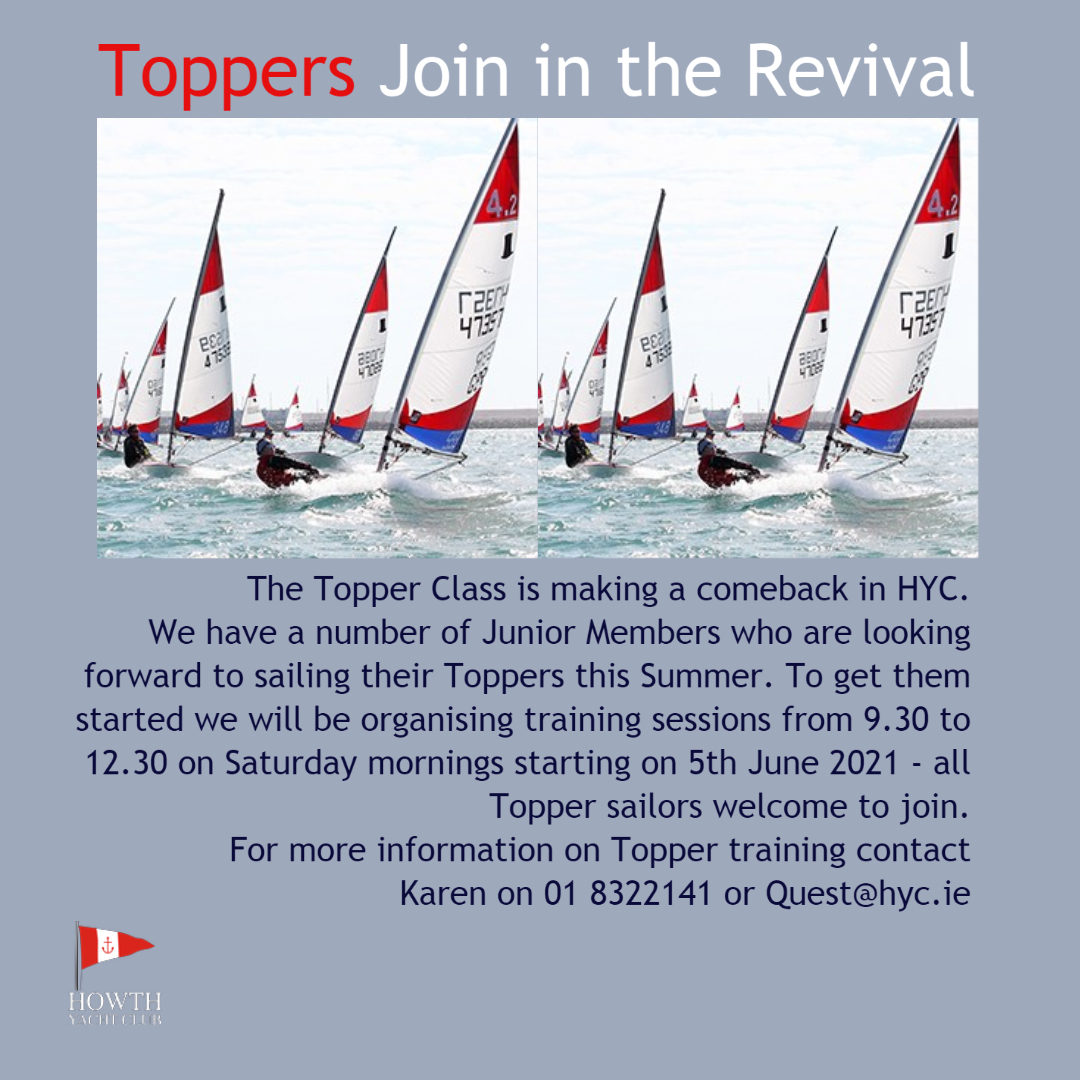 Toppers Join in the Revival
4.2
4.2
The Topper Class is making a comeback in HYC.
We have a number of Junior Members who are looking
forward to sailing their Toppers this Summer. To get them
started we will be organising training sessions from 9.30 to
12.30 on Saturday mornings starting on 5th June 2021 - all
Topper sailors welcome to join.
For more information on Topper training contact
Karen on 01 8322141 or Quest@hyc.ie
HOWTH
YACHT CLUB